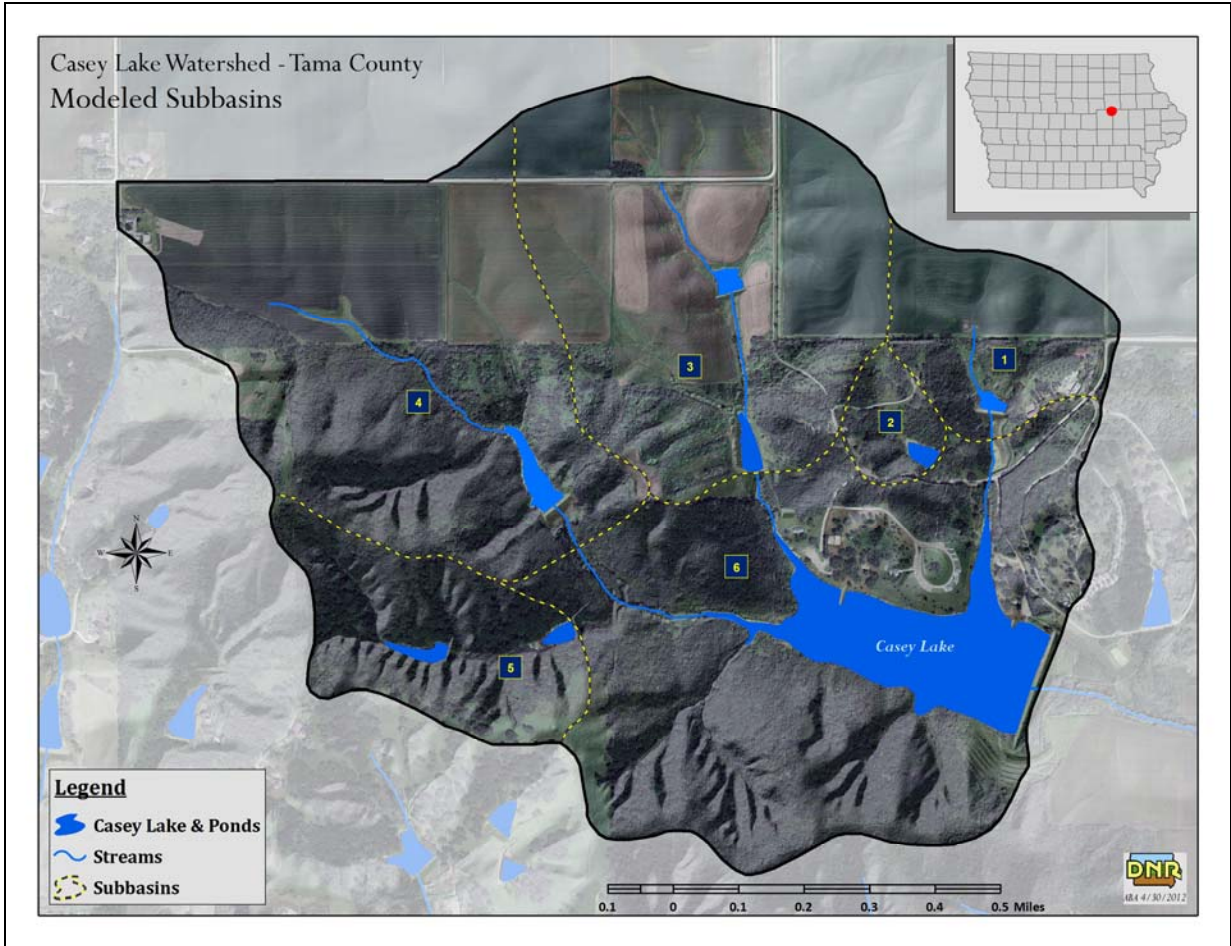 Casey Lake Watershed - Tama County
Modeled Subbasins
1
3
4
2
6
5
Casey Lake
N
W E
S
Legend
Casey Lake & Ponds
Streams
Subbasins
0.1 0 0.1 0.2 0.3 0.4 0.5 Miles
DNR
ABA 4/30/2012